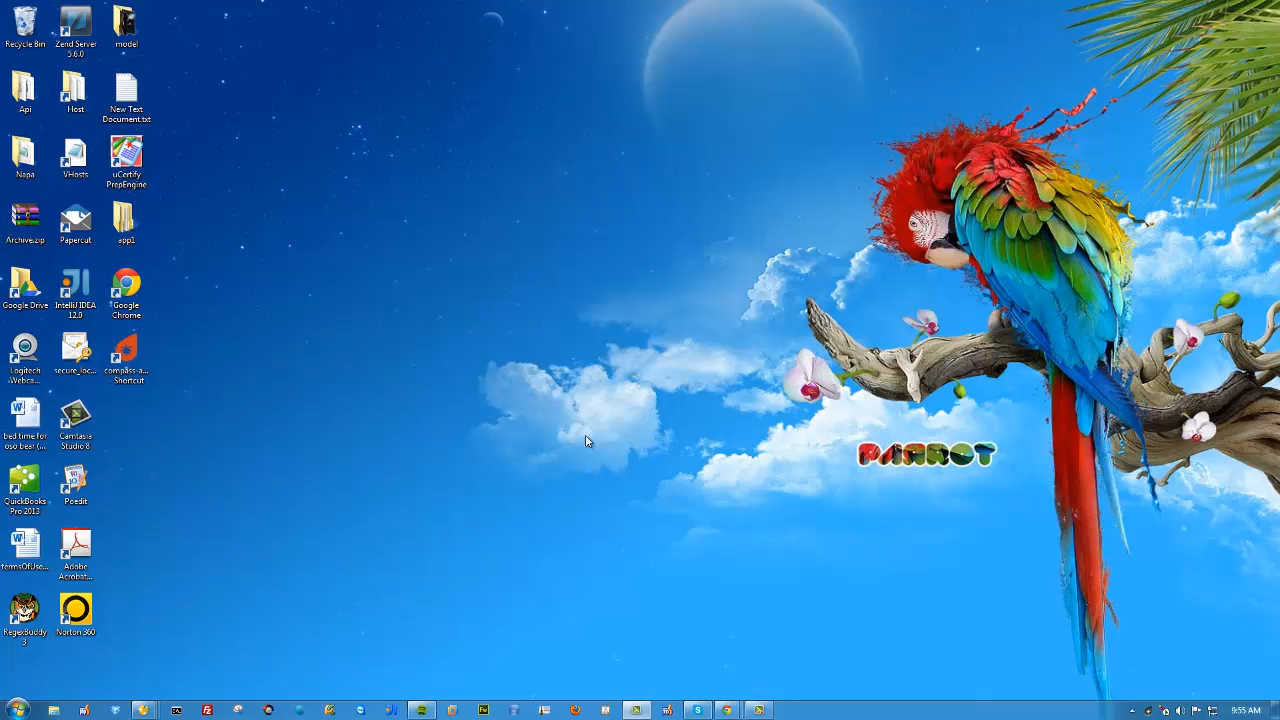 Recycle Bin
Zend Server
5.6.0
model
Api
Host
New Text
Document.txt
Napa
VHosts
uCertify
PrepEngine
Archive.zip
Papercut
app1
Google Drive
IntelliJ IDEA
12.0
Google
Chrome
Logitech
Webca...
secure_loc...
compass-a...
- Shortcut
bed time for
oso bear (...
Camtasia
Studio 8
QuickBooks
Pro 2013
Poedit
termsOfUse...
Adobe
Acrobat...
RegexBuddy
3
Norton 360
PARROT
9:55 AM